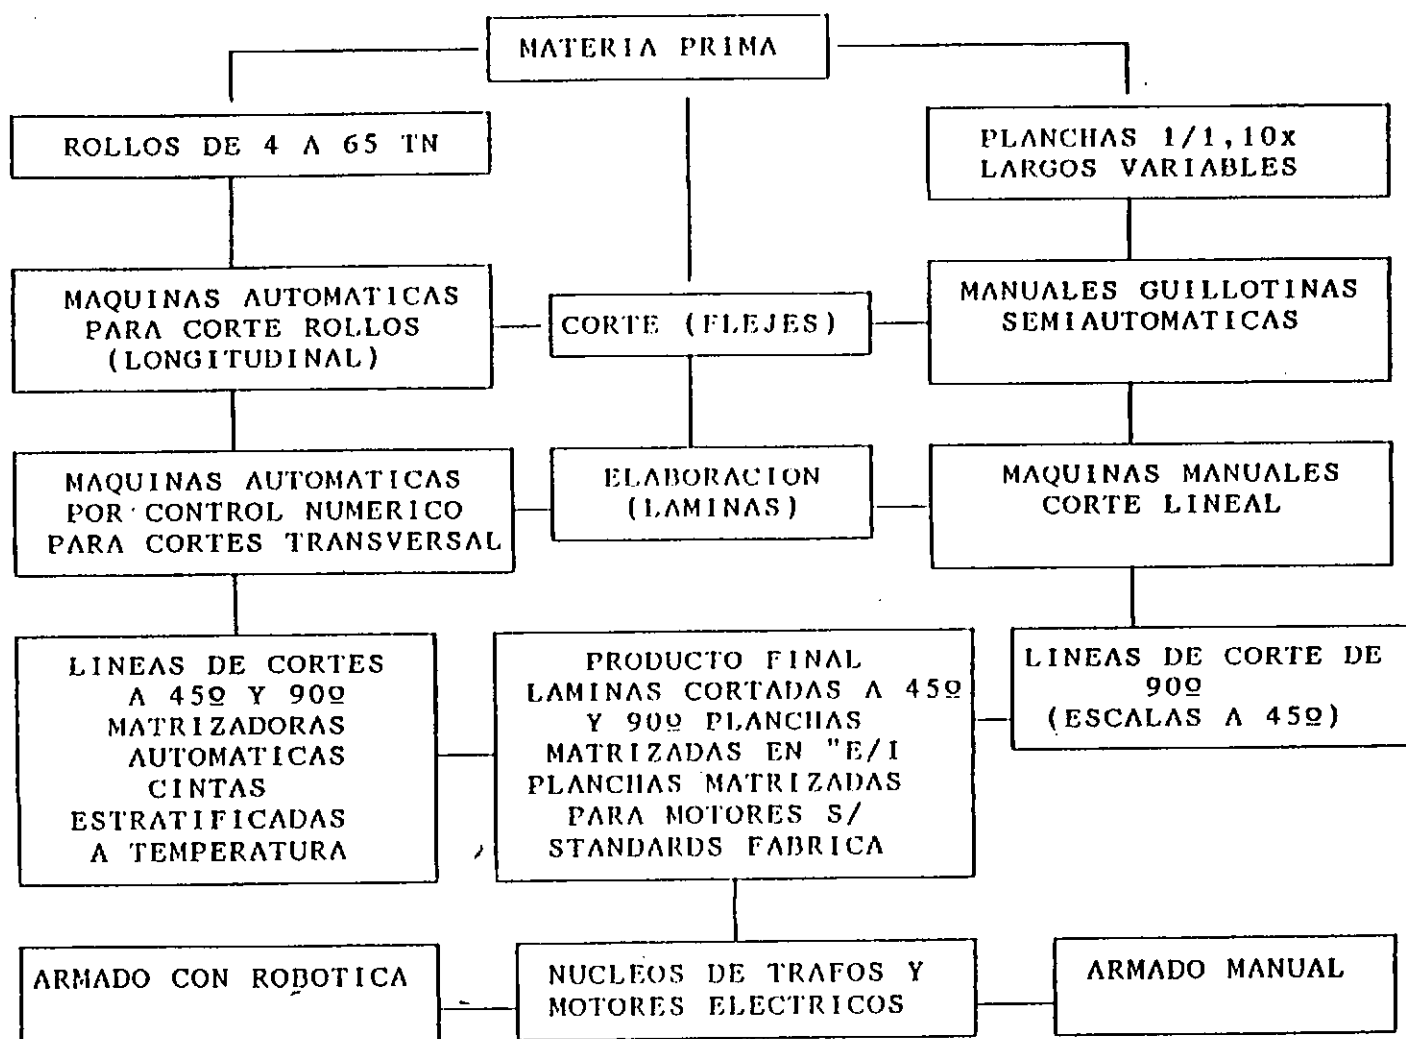 MATERIA PRIMA
ROLLOS DE 4 A 65 TN
PLANCHAS 1/1,10x
LARGOS VARIABLES
MAQUINAS AUTOMATICAS
PARA CORTE ROLLOS
(LONGITUDINAL)
CORTE (FLEJES)
MANUALES GUILLOTINAS
SEMIAUTOMATICAS
MAQUINAS AUTOMATICAS
POR CONTROL NUMERICO
PARA CORTES TRANSVERSAL
ELABORACION
(LAMINAS)
MAQUINAS MANUALES
CORTE LINEAL
LINEAS DE CORTES
A 45º Y 90º
MATRIZADORAS
AUTOMATICAS
CINTAS
ESTRATIFICADAS
A TEMPERATURA
PRODUCTO FINAL
LAMINAS CORTADAS A 45º
Y 90º PLANCHAS
MATRIZADAS EN "E/I
PLANCHAS MATRIZADAS
PARA MOTORES S/
STANDARDS FABRICA
LINEAS DE CORTE DE
90º
(ESCALAS A 45º)
ARMADO CON ROBOTICA
NUCLEOS DE TRAFOS Y
MOTORES ELECTRICOS
ARMADO MANUAL